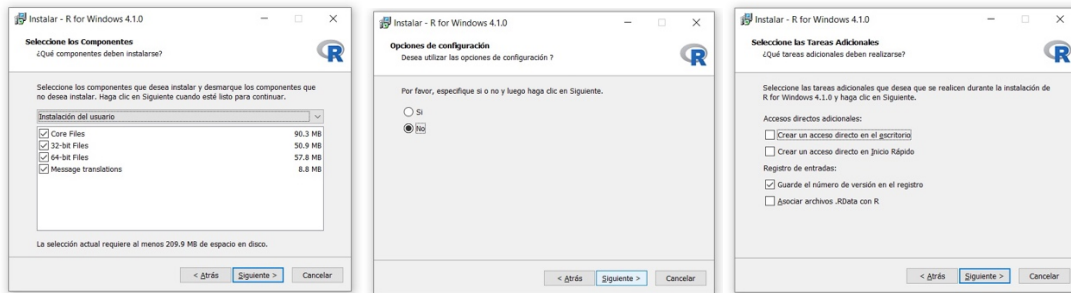 Instalar - R for Windows 4.1.0
Seleccione los Componentes
¿Qué componentes deben instalarse?
R
Seleccione los componentes que desea instalar y desmarque los componentes que
no desea instalar. Haga clic en Siguiente cuando esté listo para continuar.
Instalación del usuario
Core Files 90.3 MB
32-bit Files 50.9 MB
64-bit Files 57.8 MB
Message translations 8.8 MB
La selección actual requiere al menos 209.9 MB de espacio en disco.
< Atrás Siguiente > Cancelar
Instalar - R for Windows 4.1.0
Opciones de configuración
Desea utilizar las opciones de configuración ?
R
Por favor, especifique si o no y luego haga clic en Siguiente.
Si
No
< Atrás Siguiente > Cancelar
Instalar - R for Windows 4.1.0
Seleccione las Tareas Adicionales
¿Qué tareas adicionales deben realizarse?
R
Seleccione las tareas adicionales que desea que se realicen durante la instalación de
R for Windows 4.1.0 y haga clic en Siguiente.
Accesos directos adicionales:
Crear un acceso directo en el escritorio
Crear un acceso directo en Inicio Rápido
Registro de entradas:
Guarde el número de versión en el registro
Asociar archivos .RData con R
< Atrás Siguiente > Cancelar